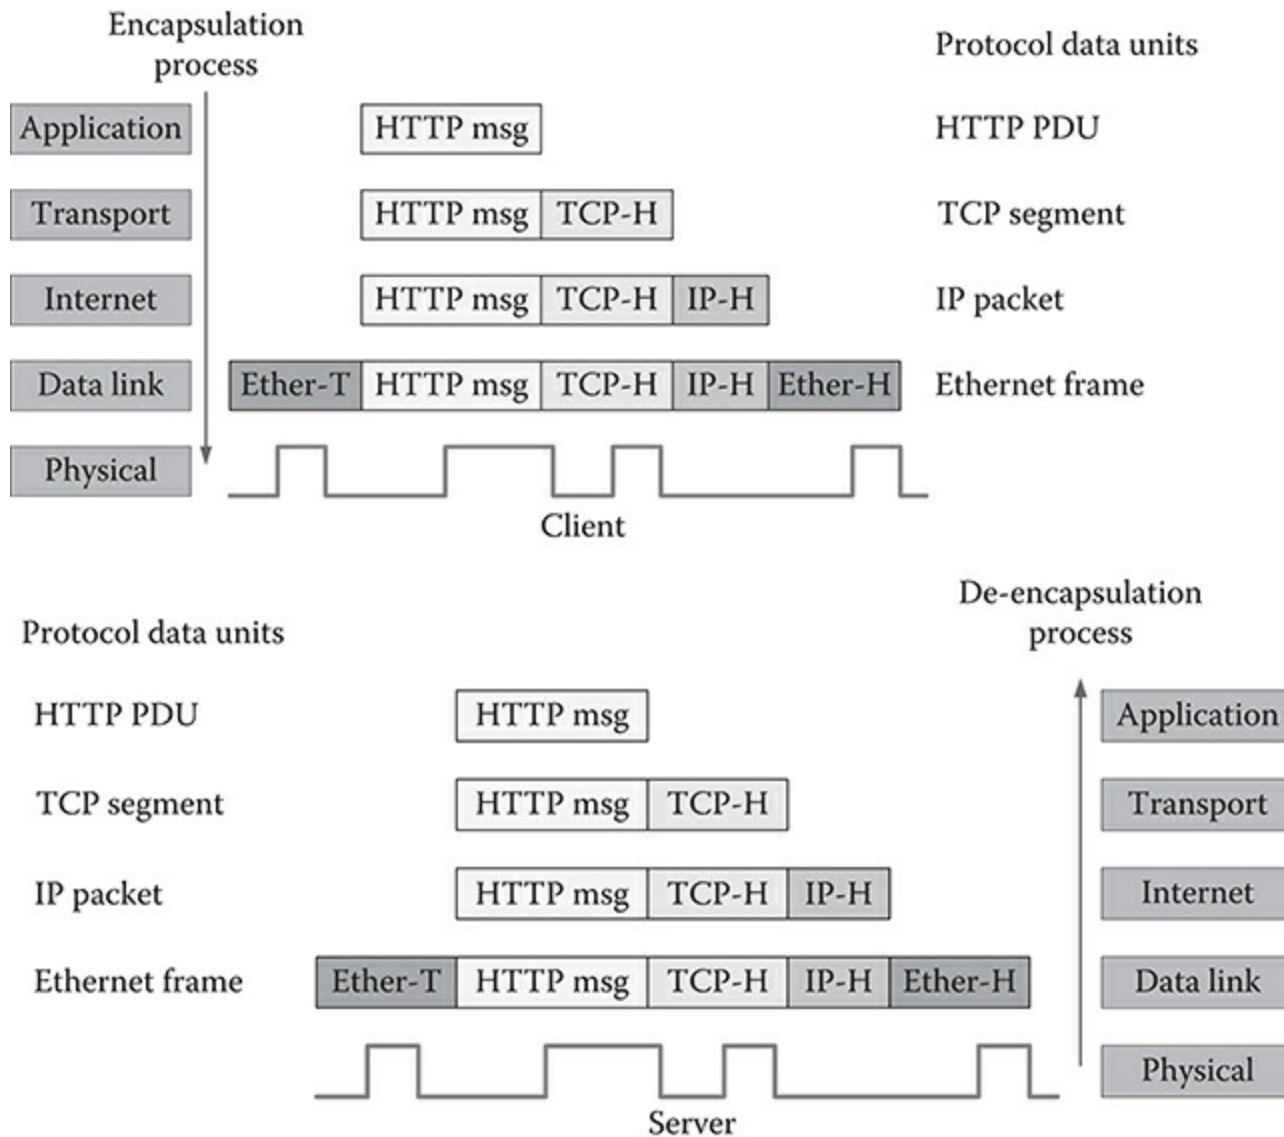 Encapsulation
process
Protocol data units
Application
HTTP msg
HTTP PDU
Transport
HTTP msg TCP-H
TCP segment
Internet
HTTP msg TCP-H IP-H
IP packet
Data link
Ether-T HTTP msg TCP-H IP-H Ether-H
Ethernet frame
Physical
Client
De-encapsulation
process
Protocol data units
HTTP PDU
HTTP msg
Application
TCP segment
HTTP msg TCP-H
Transport
IP packet
HTTP msg TCP-H IP-H
Internet
Ethernet frame
Ether-T HTTP msg TCP-H IP-H Ether-H
Data link
Physical
Server